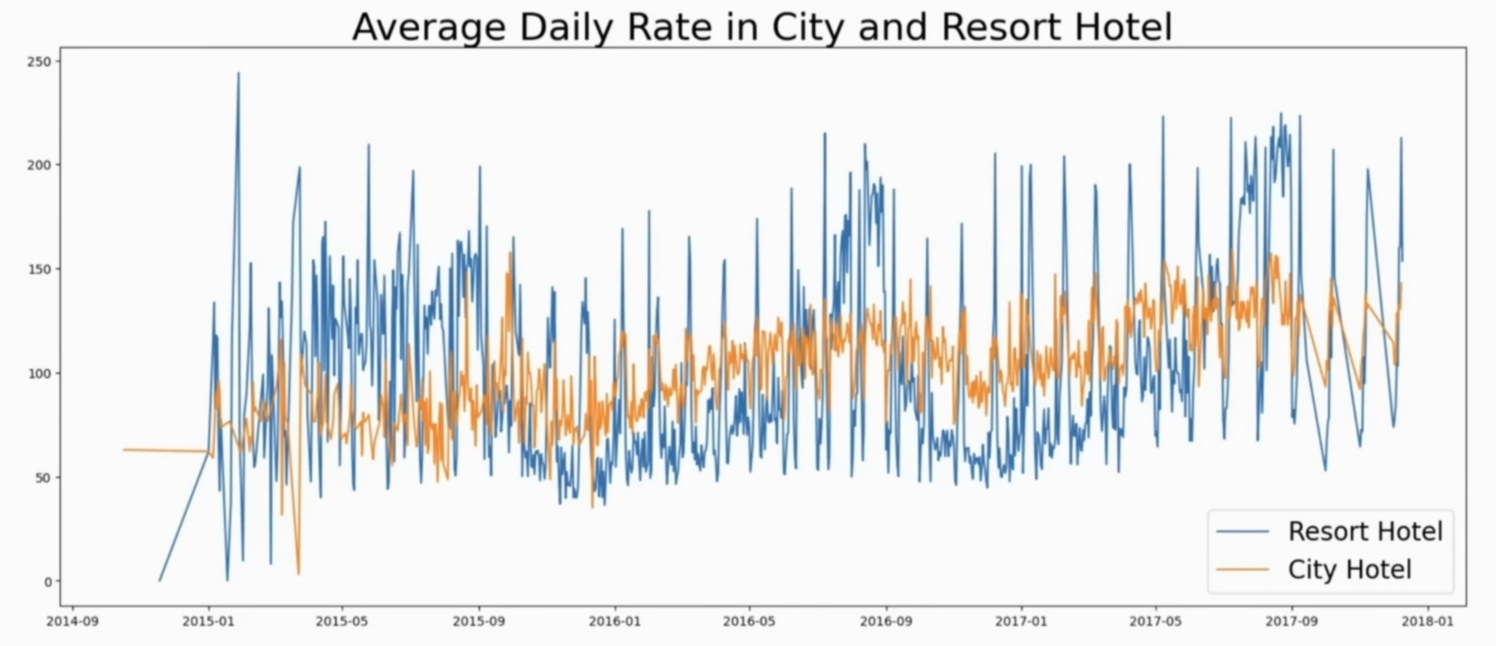 Average Daily Rate in City and Resort Hotel
250
200
150
100
50
0
Resort Hotel
City Hotel
2014-09 2015-01 2015-05 2015-09 2016-01 2016-05 2016-09 2017-01 2017-05 2017-09 2018-01